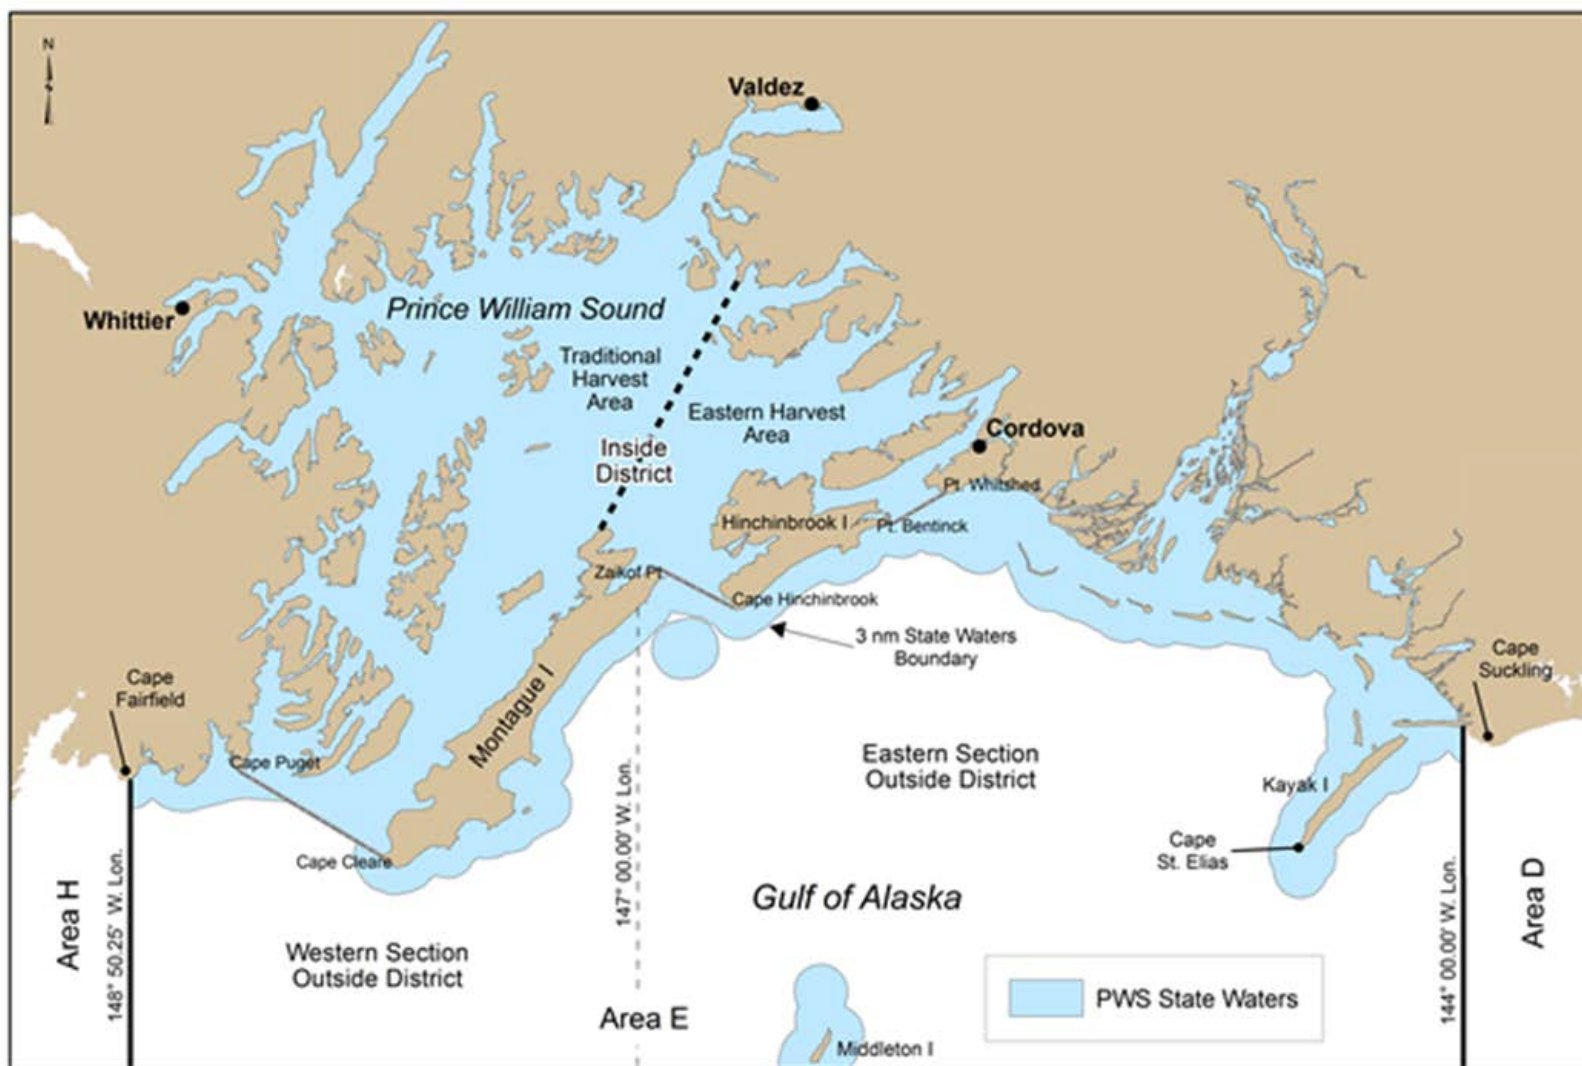 N
Valdez
Whittier
Prince William Sound
Traditional
Harvest
Area
Eastern Harvest
Area
Inside
District
Cordova
Pt. Whitshed
Hinchinbrook I
Pt. Bentinck
Zaikof Pt.
Cape Hinchinbrook
3 nm State Waters
Boundary
Cape
Fairfield
Cape
Suckling
Montague I
Cape Puget
Eastern Section
Outside District
Kayak I
Cape
St. Elias
Cape Cleare
147° 00.00' W. Lon.
Gulf of Alaska
Area H
148° 50.25' W. Lon.
Western Section
Outside District
144° 00.00' W. Lon.
Area D
PWS State Waters
Area E
Middleton I